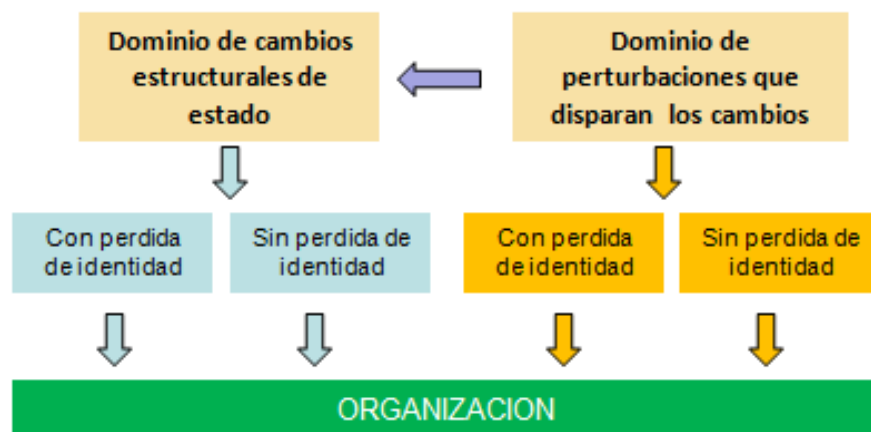 Dominio de cambios
estructurales de
estado
Dominio de
perturbaciones que
disparan los cambios
Con perdida
de identidad
Sin perdida de
identidad
Con perdida
de identidad
Sin perdida de
identidad
ORGANIZACION